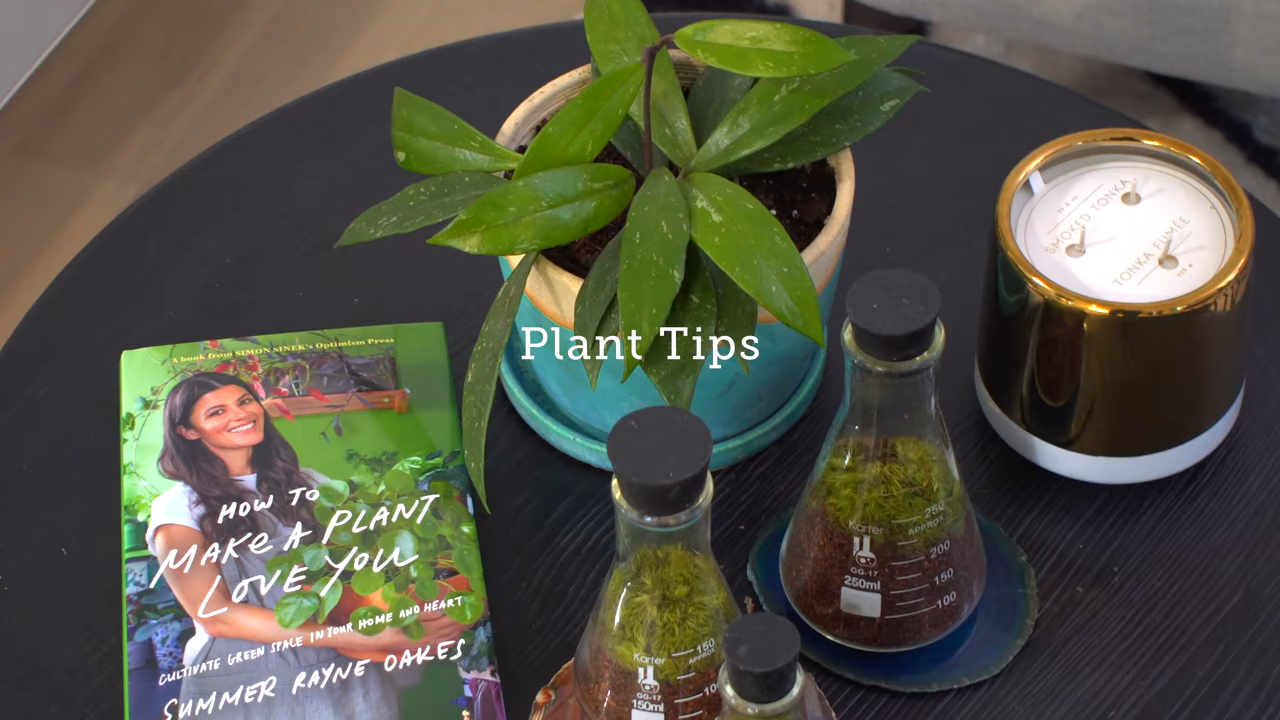 Plant Tips
A book from SIMON SINEK's Optimism Press
HOW TO
MAKE A PLANT
LOVE YOU
CULTIVATE GREEN SPACE IN YOUR HOME AND HEART
SUMMER RAYNE OAKES
SMOKED TONKA
TONKA FUMÉE
Karter
GG-17
250ml
250
APPROX
200
150
100
Karter
GG-17
150ml
150
APPROX
100